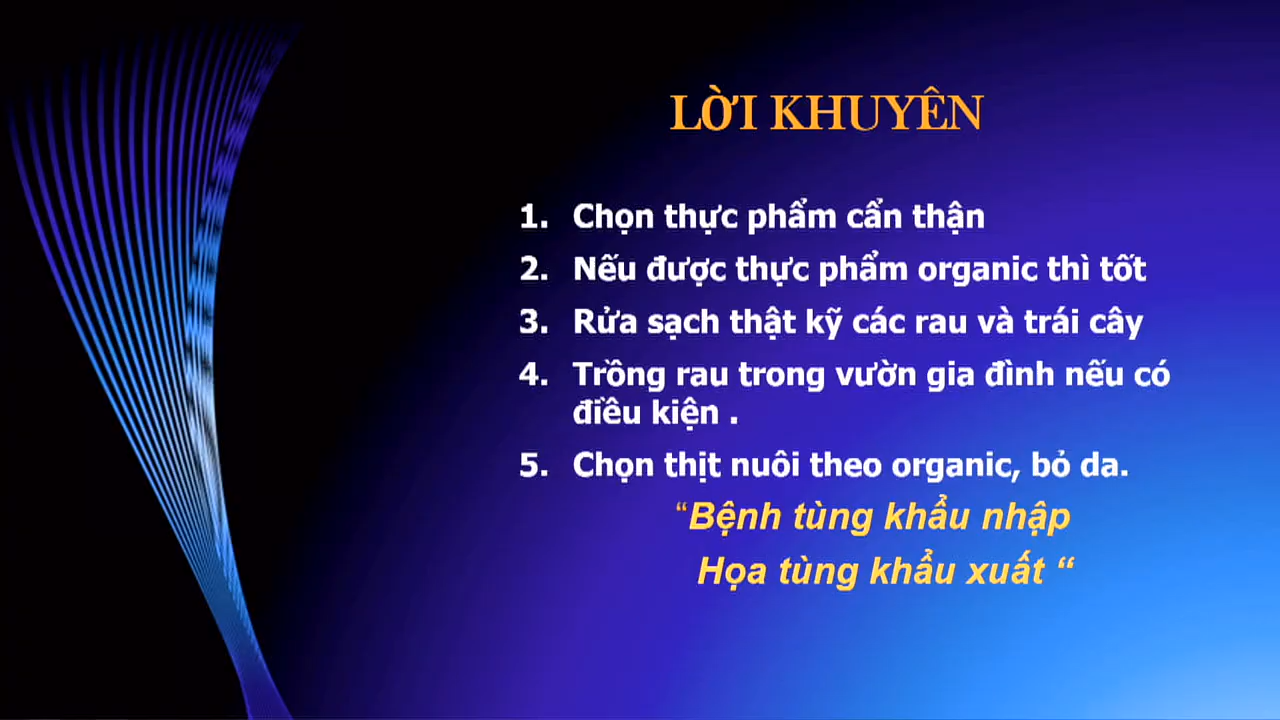 LỜI KHUYÊN
1. Chọn thực phẩm cẩn thận
2. Nếu được thực phẩm organic thì tốt
3. Rửa sạch thật kỹ các rau và trái cây
4. Trồng rau trong vườn gia đình nếu có
điều kiện .
5. Chọn thịt nuôi theo organic, bỏ da.
“Bệnh tùng khẩu nhập
Họa tùng khẩu xuất “